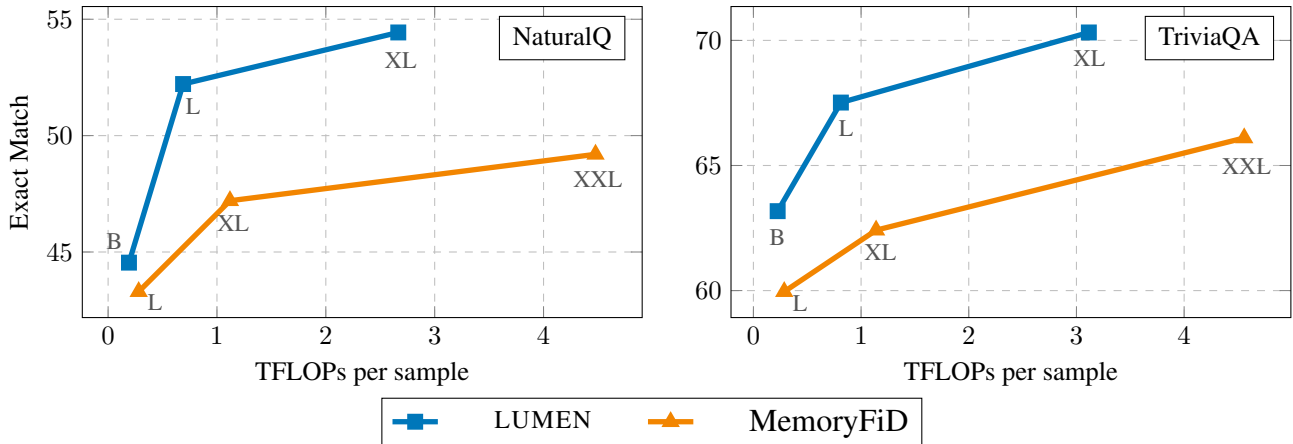 55
50
45
Exact Match
NaturalQ
B
L
XL
L
XL
XXL
0 1 2 3 4
TFLOPs per sample
70
65
60
TriviaQA
B
L
XL
L
XL
XXL
0 1 2 3 4
TFLOPs per sample
LUMEN MemoryFiD